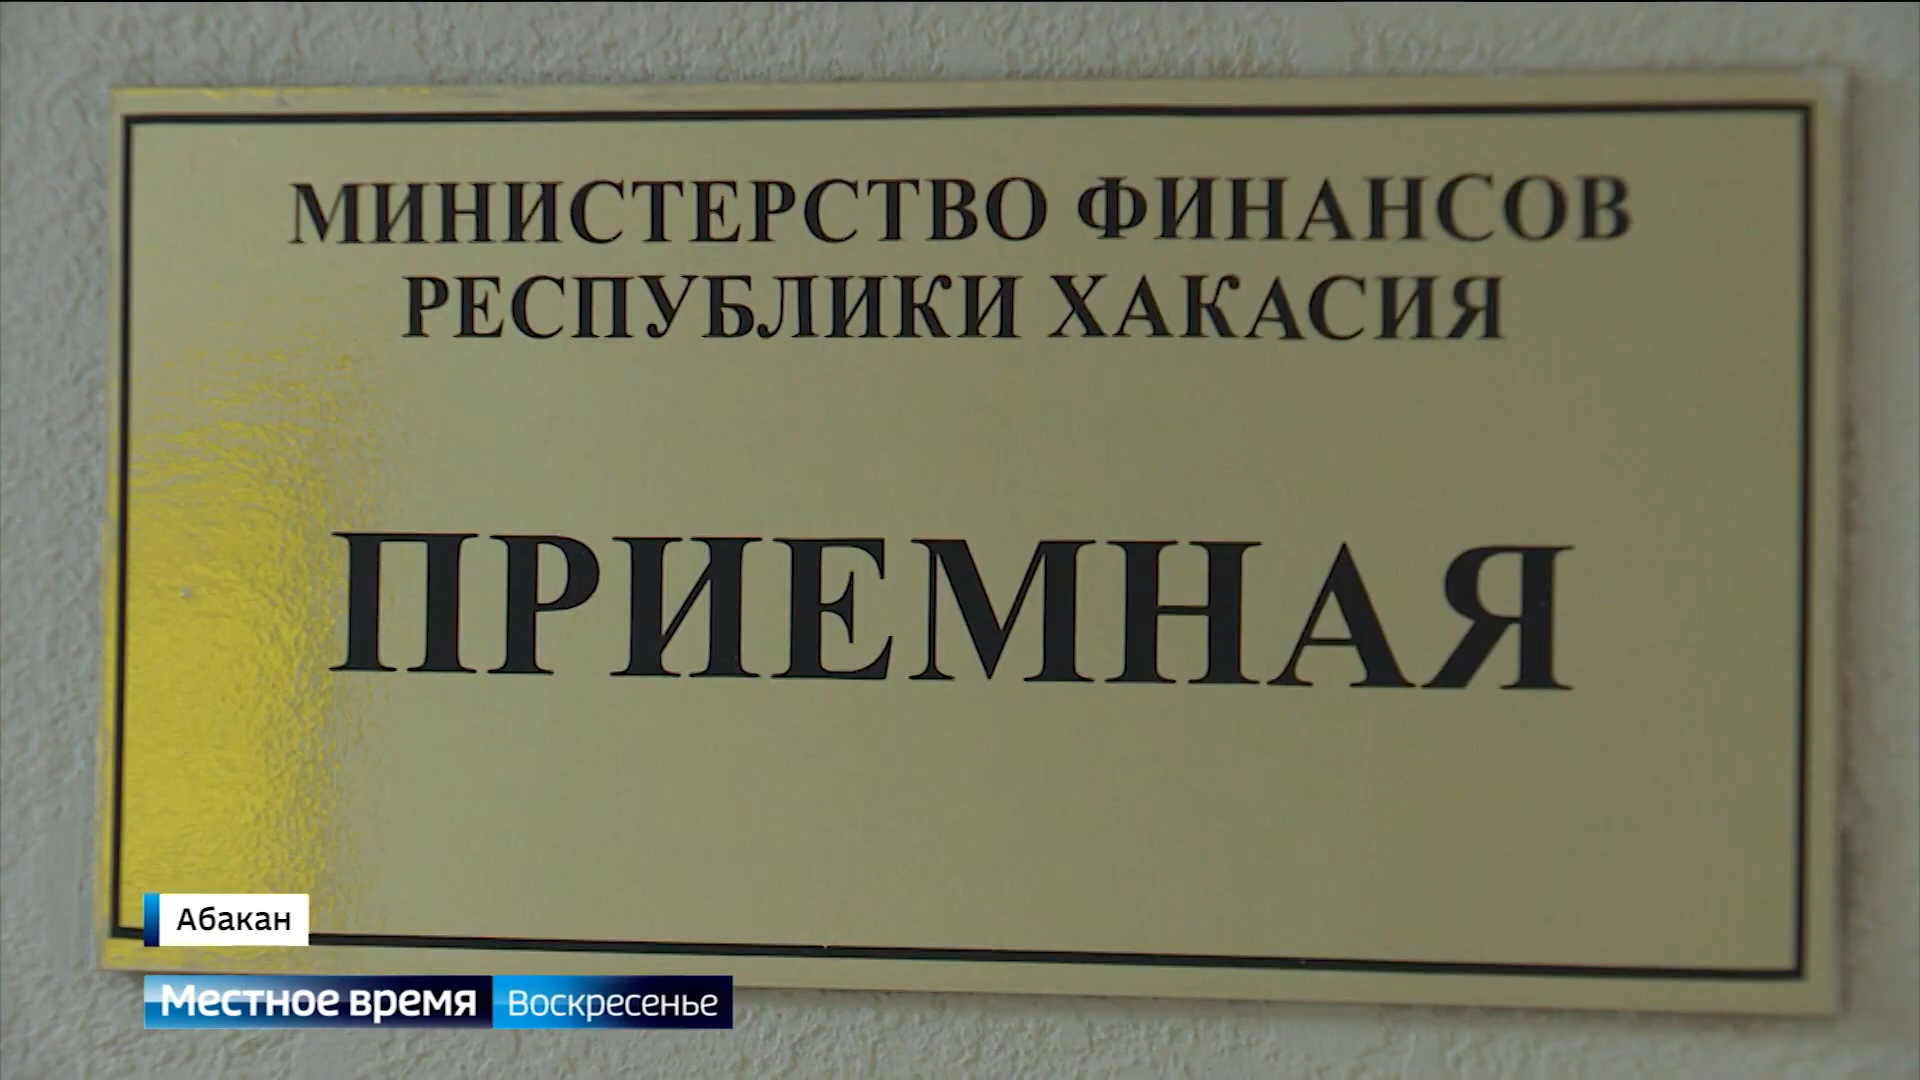 МИНИСТЕРСТВО ФИНАНСОВ
РЕСПУБЛИКИ ХАКАСИЯ
ПРИЕМНАЯ
Абакан
Местное время Воскресенье